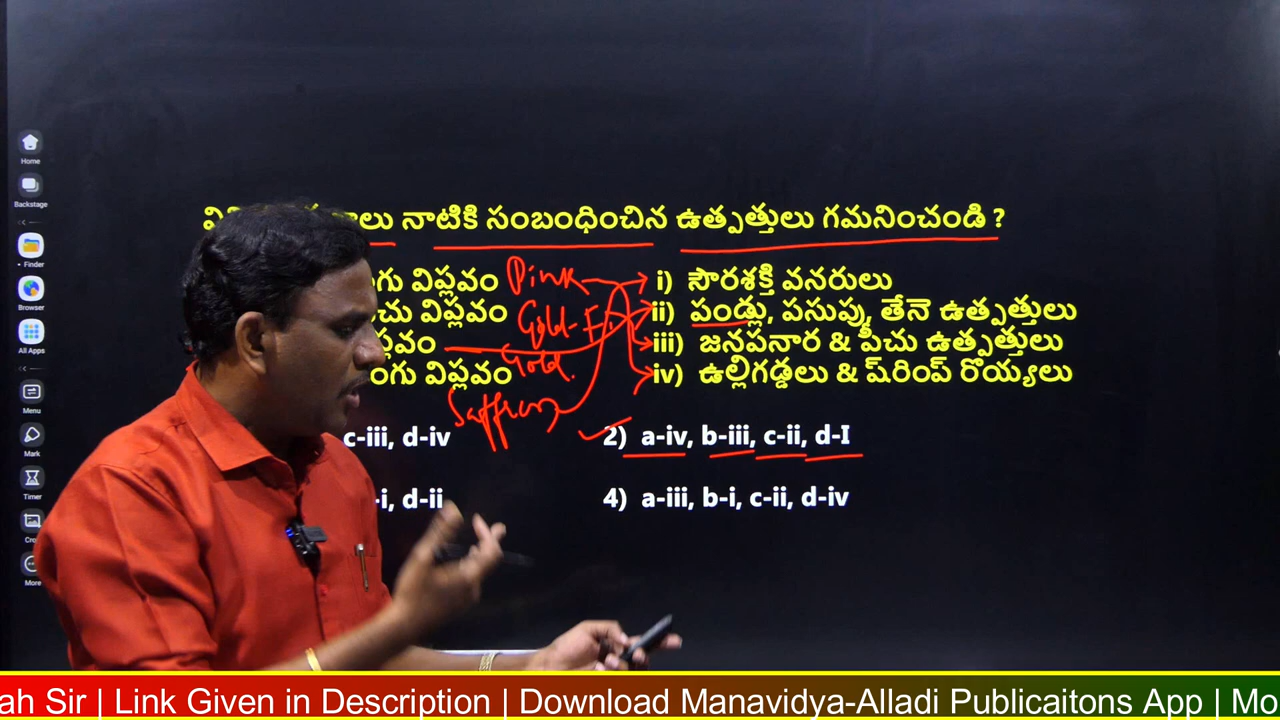 నాటికి సంబంధించిన ఉత్పత్తులు గమనించండి ?
విప్లవం Pink i) సౌరశక్తి వనరులు
విప్లవం Gold-Fi ii) పండ్లు, పసుపు, తేనె ఉత్పత్తులు
iii) జనపనార & పీచు ఉత్పత్తులు
విప్లవం Gold. iv) ఉల్లిగడ్డలు & ష్రింప్ రొయ్యలు
Saffron
c-iii, d-iv 2) a-iv, b-iii, c-ii, d-I
-i, d-ii 4) a-iii, b-i, c-ii, d-iv
Home
Backstage
Finder
Browser
All Apps
Menu
Mark
Timer
More
ah Sir | Link Given in Description | Download Manavidya-Alladi Publicaitons App | Mo